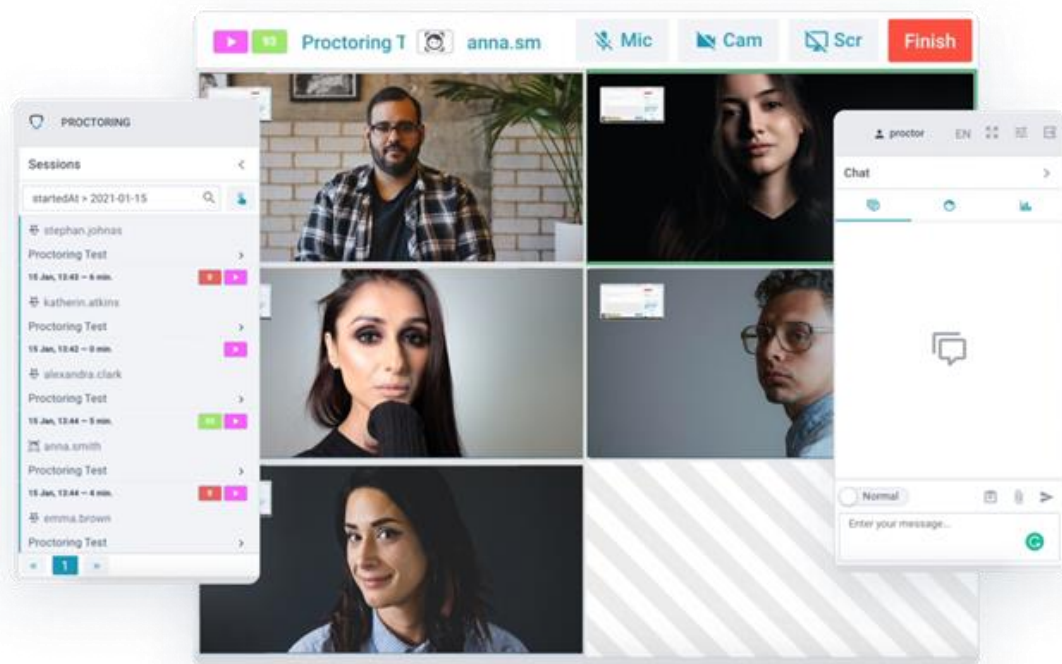 93 Proctoring T anna.sm Mic Cam Scr Finish
PROCTORING
Sessions
startedAt > 2021-01-15
stephan.johnas
Proctoring Test
15 Jan, 13:43 — 6 min.
katherin.atkins
Proctoring Test
15 Jan, 13:42 — 0 min.
alexandra.clark
Proctoring Test
15 Jan, 13:44 — 5 min.
anna.smith
Proctoring Test
15 Jan, 13:44 — 4 min.
emma.brown
Proctoring Test
« 1 »
proctor EN
Chat
Normal
Enter your message...